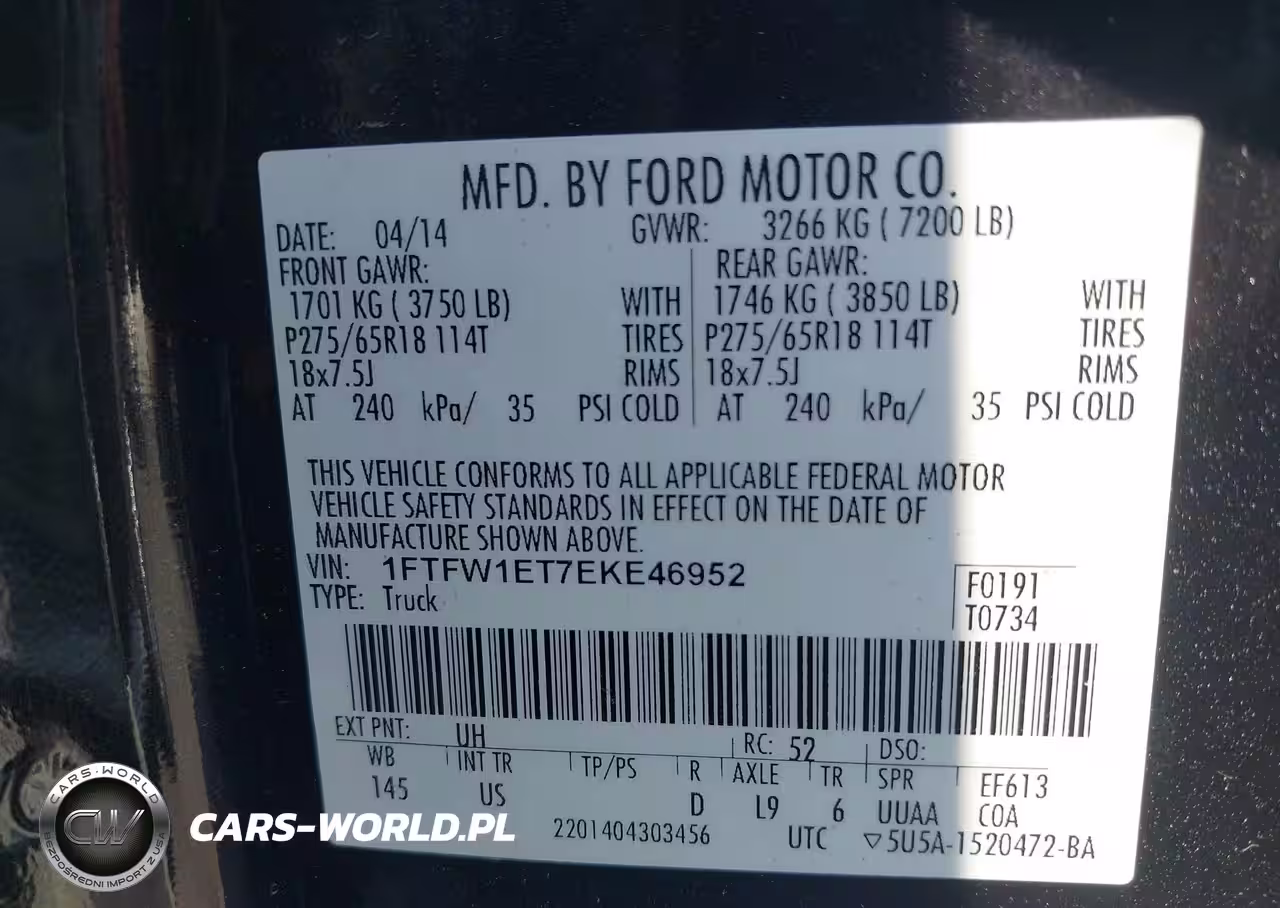 MFD. BY FORD MOTOR CO.
DATE: 04/14 GVWR: 3266 KG ( 7200 LB)
FRONT GAWR: REAR GAWR:
1701 KG ( 3750 LB) WITH 1746 KG ( 3850 LB) WITH
P275/65R18 114T TIRES P275/65R18 114T TIRES
18x7.5J RIMS 18x7.5J RIMS
AT 240 kPa/ 35 PSI COLD AT 240 kPa/ 35 PSI COLD
THIS VEHICLE CONFORMS TO ALL APPLICABLE FEDERAL MOTOR
VEHICLE SAFETY STANDARDS IN EFFECT ON THE DATE OF
MANUFACTURE SHOWN ABOVE.
VIN: 1FTFW1ET7EKE46952
TYPE: Truck
F0191
T0734
EXT PNT: UH RC: 52 DSO:
WB INT TR TP/PS R AXLE TR SPR EF613
145 US D L9 6 UUAA COA
2201404303456 UTC ▽5U5A-1520472-BA
CARS-WORLD
CW
BEZPOŚREDNI IMPORT Z USA
CARS-WORLD.PL